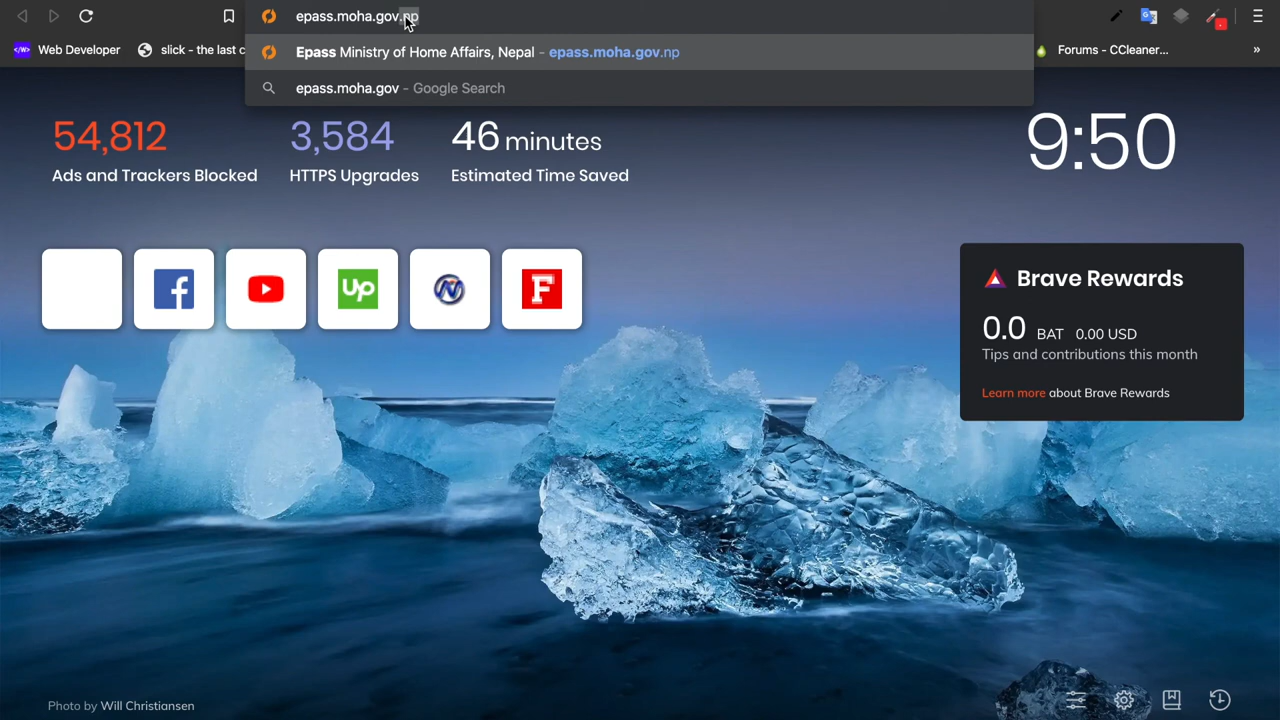 epass.moha.gov.np
Web Developer
slick - the last c
Epass Ministry of Home Affairs, Nepal - epass.moha.gov.np
Forums - CCleaner...
»
epass.moha.gov - Google Search
54,812
Ads and Trackers Blocked
3,584
HTTPS Upgrades
46 minutes
Estimated Time Saved
9:50
f
Up
N
F
Brave Rewards
0.0 BAT 0.00 USD
Tips and contributions this month
Learn more about Brave Rewards
Photo by Will Christiansen